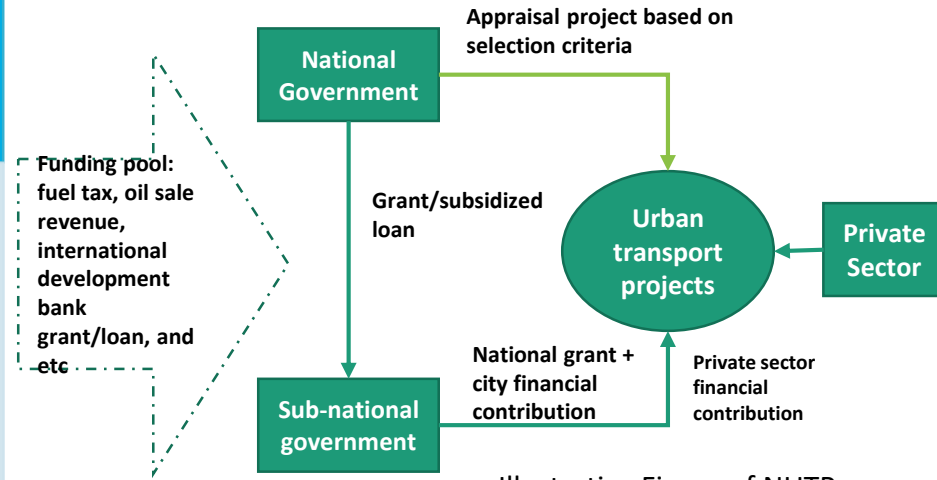 Appraisal project based on
selection criteria
National
Government
Funding pool:
fuel tax, oil sale
revenue,
international
development
bank
grant/loan, and
etc
Grant/subsidized
loan
Urban
transport
projects
Private
Sector
National grant +
city financial
contribution
Private sector
financial
contribution
Sub-national
government